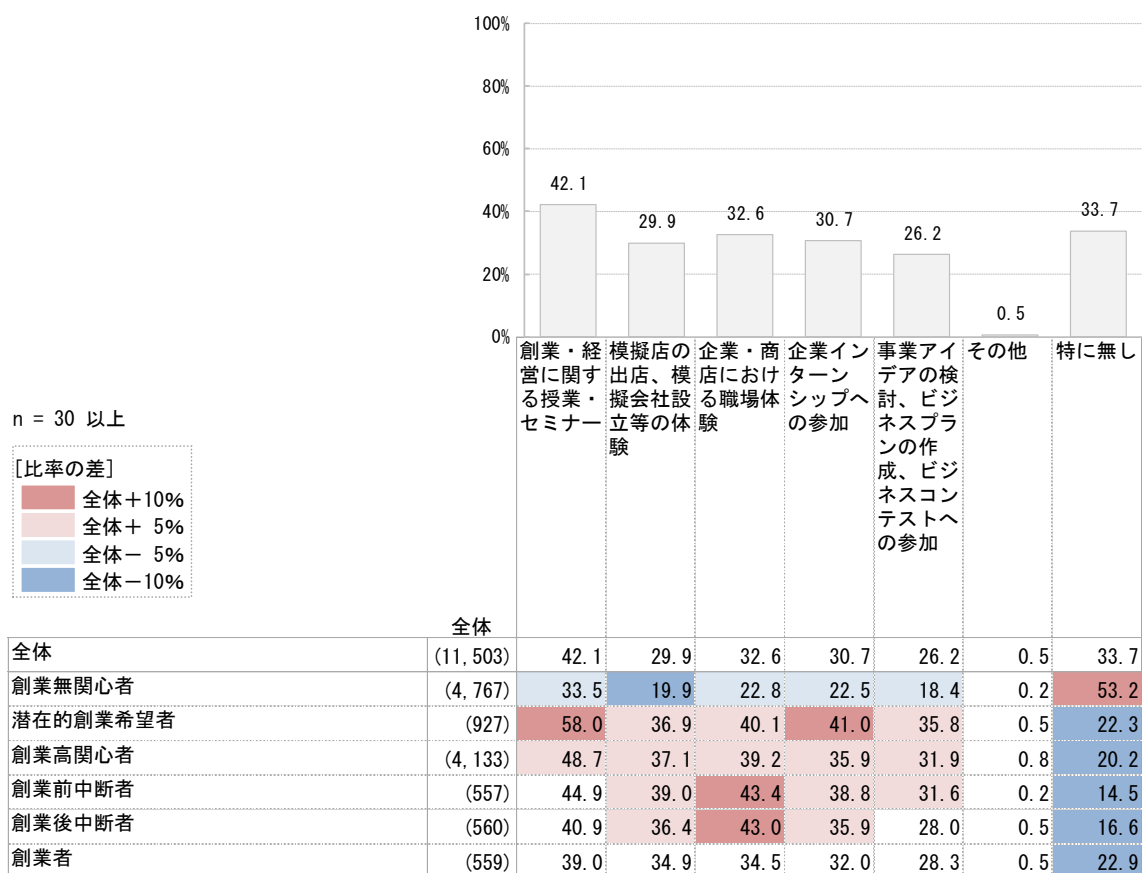 100%
80%
60%
40%
20%
0%
42.1
29.9
32.6
30.7
26.2
0.5
33.7
創業・経
営に関す
る授業・
セミナー
模擬店の
出店、模
擬会社設
立等の体
験
企業・商
店におけ
る職場体
験
企業イン
ターン
シップへ
の参加
事業アイ
デアの検
討、ビジ
ネスプラ
ンの作
成、ビジ
ネスコン
テストへ
の参加
その他
特に無し
n = 30 以上
[比率の差]
全体＋10%
全体＋ 5%
全体－ 5%
全体－10%
全体
全体 (11,503) 42.1 29.9 32.6 30.7 26.2 0.5 33.7
創業無関心者 (4,767) 33.5 19.9 22.8 22.5 18.4 0.2 53.2
潜在的創業希望者 (927) 58.0 36.9 40.1 41.0 35.8 0.5 22.3
創業高関心者 (4,133) 48.7 37.1 39.2 35.9 31.9 0.8 20.2
創業前中断者 (557) 44.9 39.0 43.4 38.8 31.6 0.2 14.5
創業後中断者 (560) 40.9 36.4 43.0 35.9 28.0 0.5 16.6
創業者 (559) 39.0 34.9 34.5 32.0 28.3 0.5 22.9